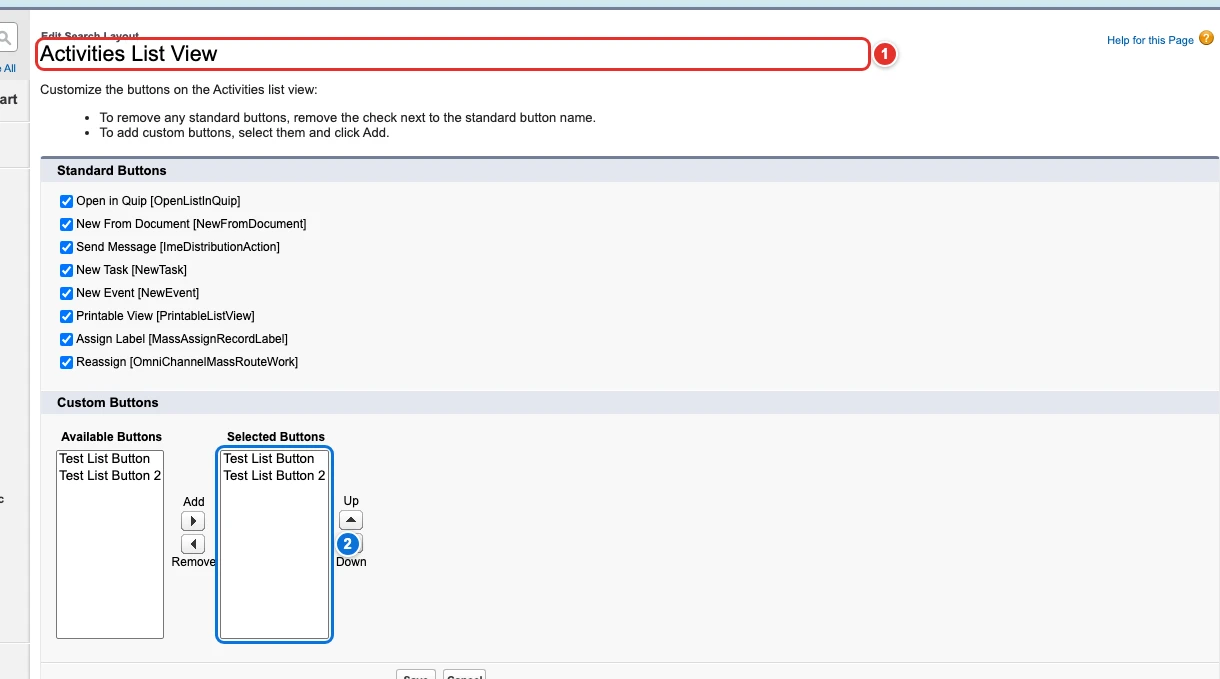 Edit Search Layout
Activities List View
1
Help for this Page ?
All
art
Customize the buttons on the Activities list view:
• To remove any standard buttons, remove the check next to the standard button name.
• To add custom buttons, select them and click Add.
Standard Buttons
Open in Quip [OpenListInQuip]
New From Document [NewFromDocument]
Send Message [ImeDistributionAction]
New Task [NewTask]
New Event [NewEvent]
Printable View [PrintableListView]
Assign Label [MassAssignRecordLabel]
Reassign [OmniChannelMassRouteWork]
Custom Buttons
Available Buttons
Test List Button
Test List Button 2
Add
Remove
Selected Buttons
Test List Button
Test List Button 2
Up
2
Down
c
Save Cancel